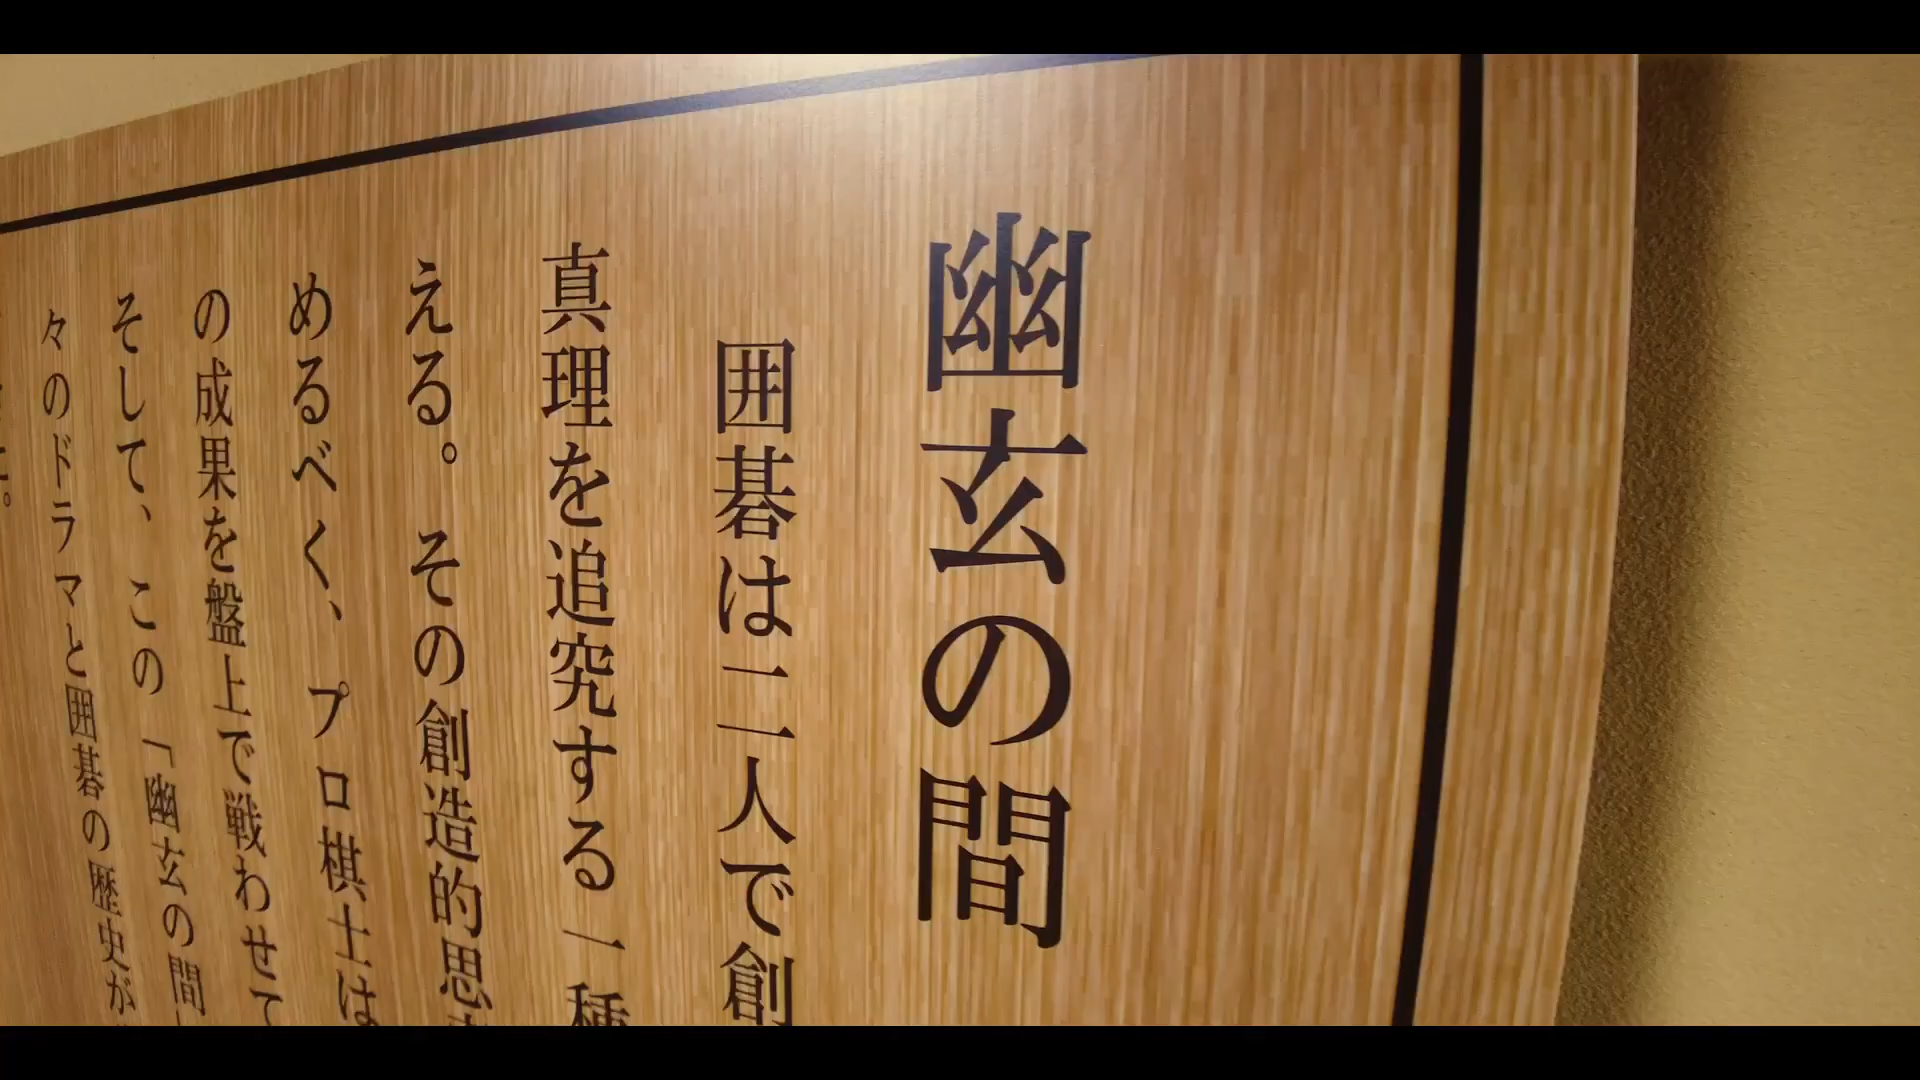 幽玄の間
囲碁は二人で創
真理を追究する一種
える。その創造的思
めるべく、プロ棋士は
の成果を盤上で戦わせて
そして、この「幽玄の間
々のドラマと囲碁の歴史が